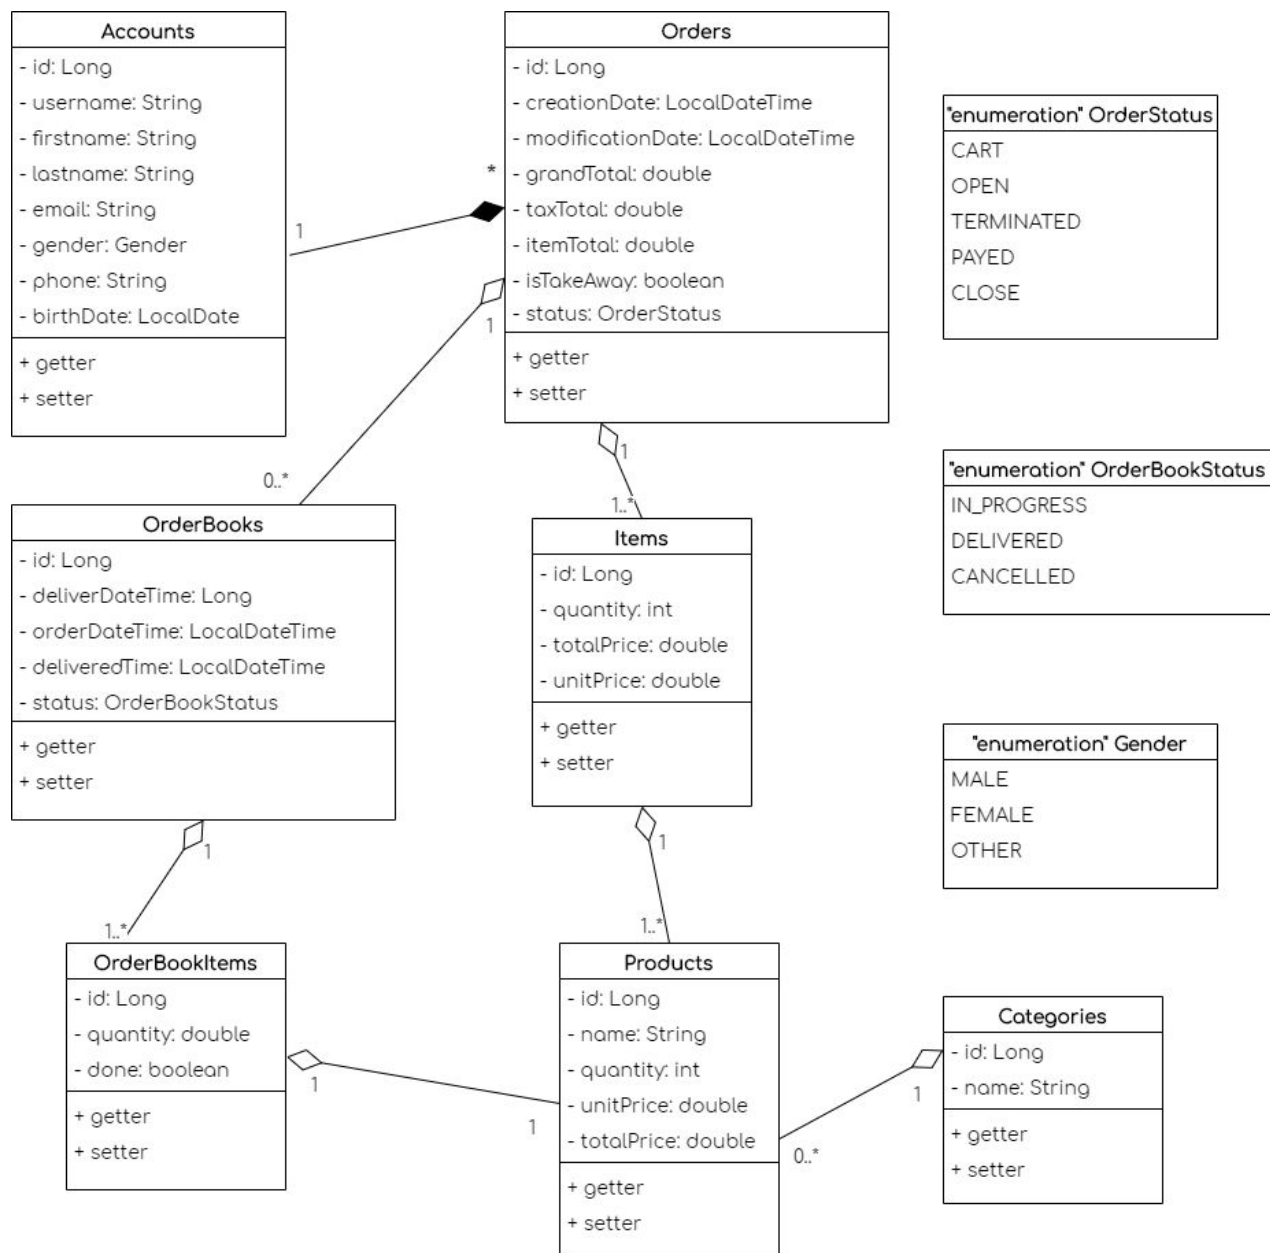 Accounts
- id: Long
- username: String
- firstname: String
- lastname: String
- email: String
- gender: Gender
- phone: String
- birthDate: LocalDate
+ getter
+ setter
1
*
Orders
- id: Long
- creationDate: LocalDateTime
- modificationDate: LocalDateTime
- grandTotal: double
- taxTotal: double
- itemTotal: double
- isTakeAway: boolean
- status: OrderStatus
+ getter
+ setter
1
0..*
1
1..*
"enumeration" OrderStatus
CART
OPEN
TERMINATED
PAYED
CLOSE
OrderBooks
- id: Long
- deliverDateTime: Long
- orderDateTime: LocalDateTime
- deliveredTime: LocalDateTime
- status: OrderBookStatus
+ getter
+ setter
1
1..*
Items
- id: Long
- quantity: int
- totalPrice: double
- unitPrice: double
+ getter
+ setter
1
1..*
"enumeration" OrderBookStatus
IN_PROGRESS
DELIVERED
CANCELLED
"enumeration" Gender
MALE
FEMALE
OTHER
OrderBookItems
- id: Long
- quantity: double
- done: boolean
+ getter
+ setter
1
1
Products
- id: Long
- name: String
- quantity: int
- unitPrice: double
- totalPrice: double
+ getter
+ setter
0..*
1
Categories
- id: Long
- name: String
+ getter
+ setter